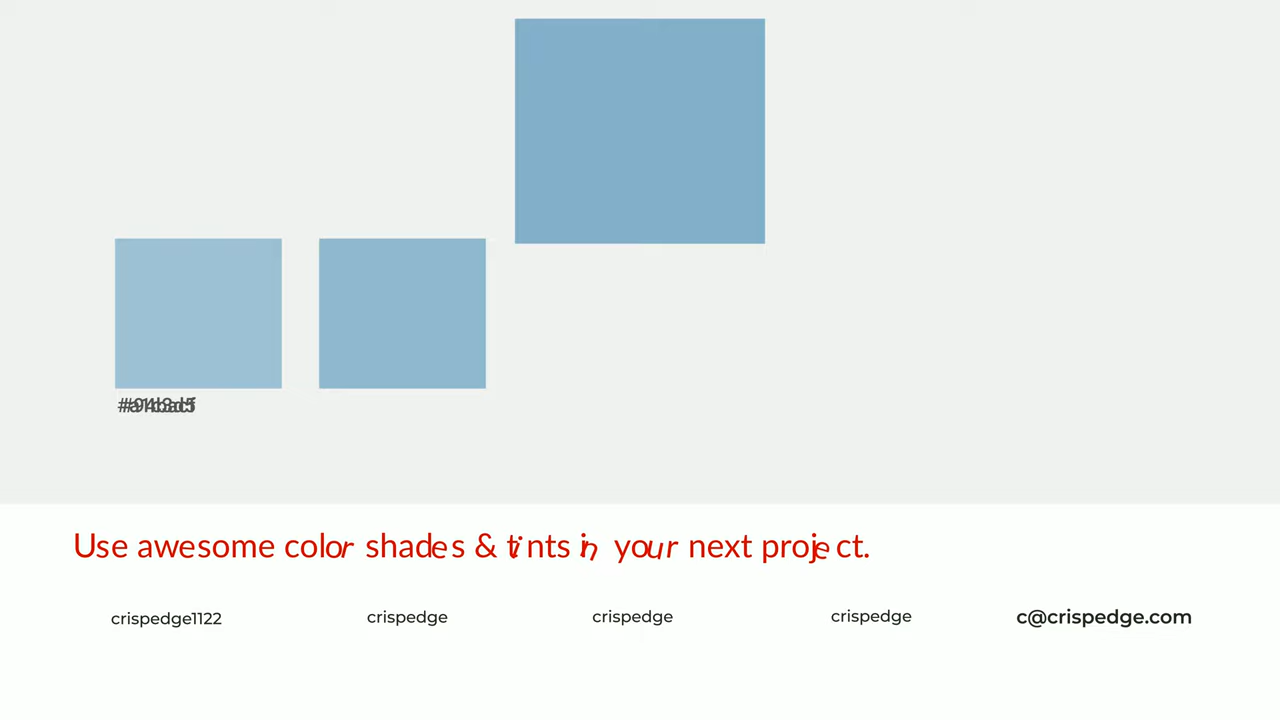 Use awesome color shades & tints in your next project.
crispedge1122 crispedge crispedge crispedge c@crispedge.com